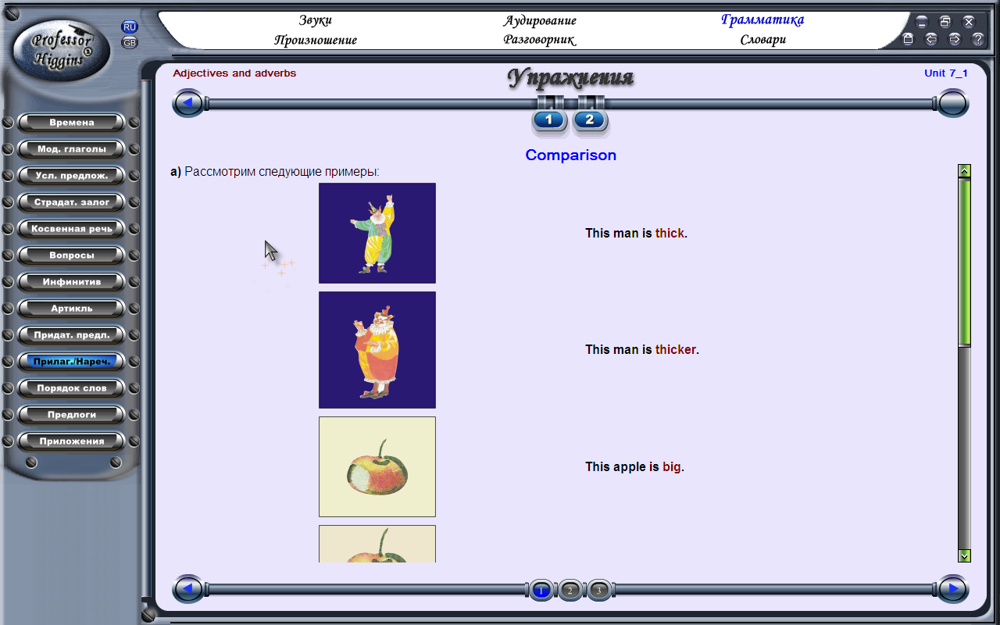 Professor
Higgins
RU
GB
Звуки
Аудирование
Грамматика
Произношение
Разговорник
Словари
?
Adjectives and adverbs
Упражнения
Unit 7_1
1
2
Времена
Мод. глаголы
Усл. предлож.
Страдат. залог
Косвенная речь
Вопросы
Инфинитив
Артикль
Придат. предл.
Прилаг./Нареч.
Порядок слов
Предлоги
Приложения
Comparison
a) Рассмотрим следующие примеры:
This man is thick.
This man is thicker.
This apple is big.
1
2
3